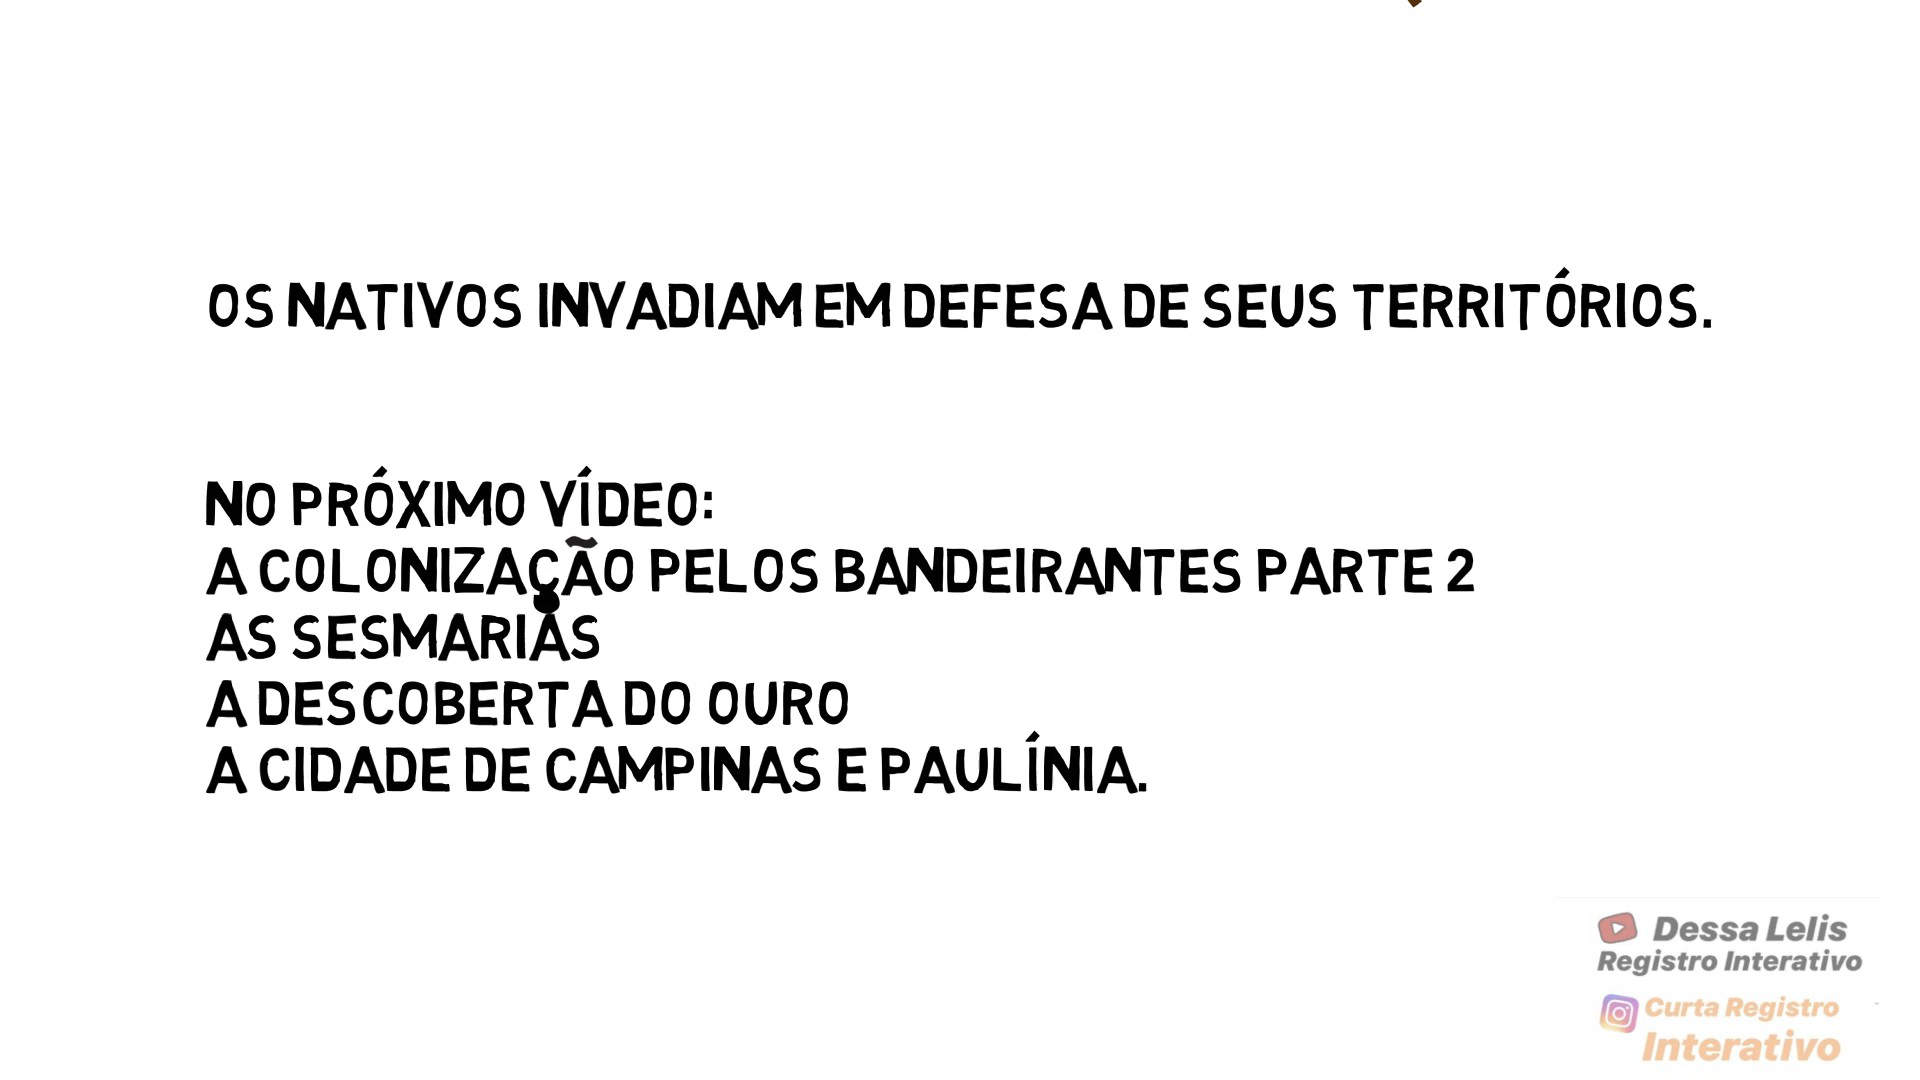 OS NATIVOS INVADIAM EM DEFESA DE SEUS TERRITÓRIOS.
NO PRÓXIMO VÍDEO:
A COLONIZAÇÃO PELOS BANDEIRANTES PARTE 2
AS SESMARIAS
A DESCOBERTA DO OURO
A CIDADE DE CAMPINAS E PAULÍNIA.
Dessa Lelis
Registro Interativo
Curta Registro
Interativo